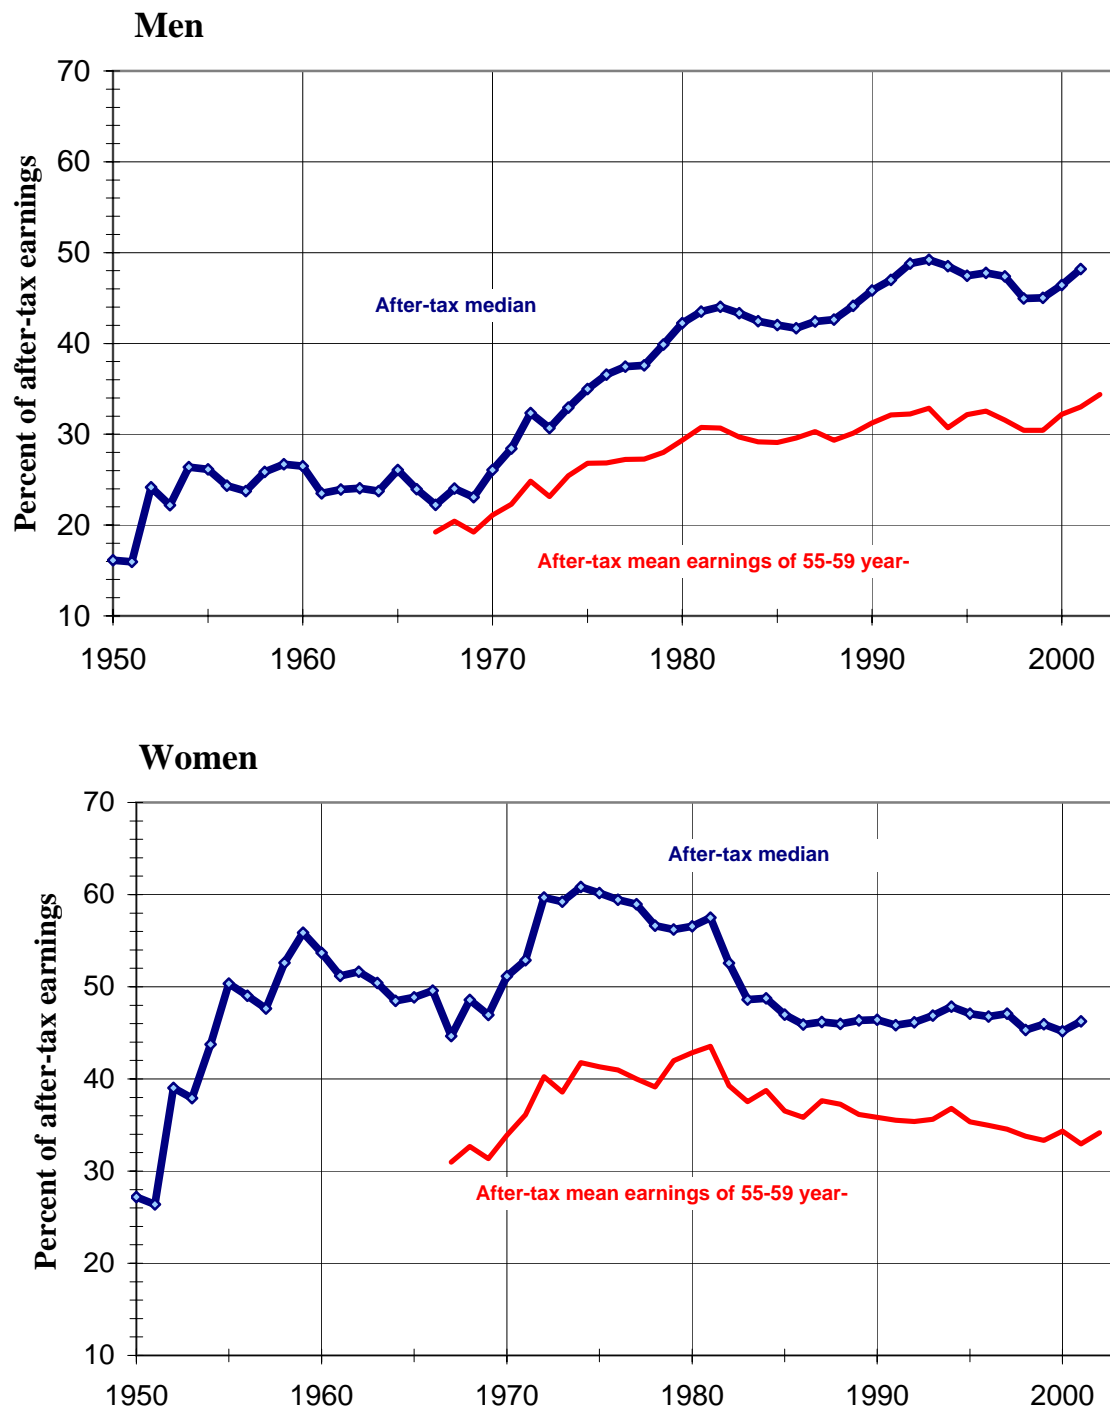 Men
70
60
50
40
30
20
10
Percent of after-tax earnings
After-tax median
After-tax mean earnings of 55-59 year-
1950 1960 1970 1980 1990 2000
Women
70
60
50
40
30
20
10
Percent of after-tax earnings
After-tax median
After-tax mean earnings of 55-59 year-
1950 1960 1970 1980 1990 2000